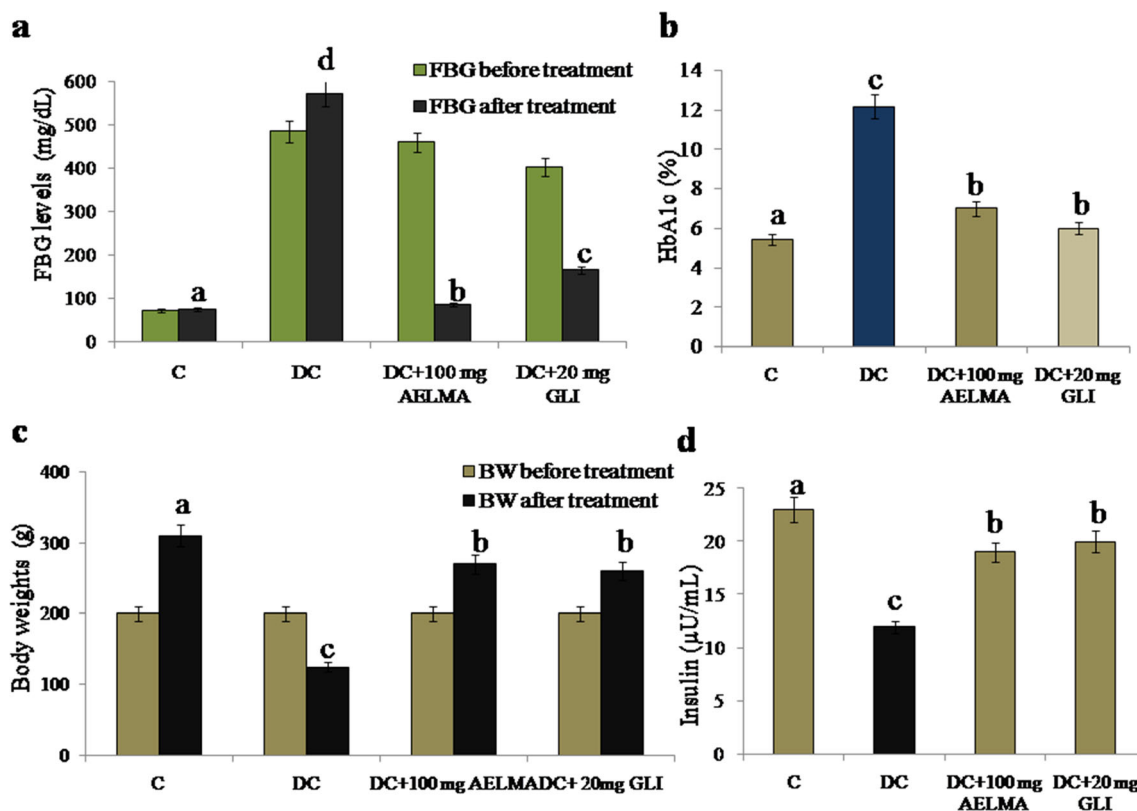 a
FBG levels (mg/dL)
600
500
400
300
200
100
0
FBG before treatment
FBG after treatment
a
d
b
c
C
DC
DC+100 mg
AELMA
DC+20 mg
GLI
b
HbA1c (%)
14
12
10
8
6
4
2
0
a
c
b
b
C
DC
DC+100 mg
AELMA
DC+20 mg
GLI
c
Body weights (g)
400
300
200
100
0
BW before treatment
BW after treatment
a
c
b
b
C
DC
DC+100 mg AELMA
DC+ 20mg GLI
d
Insulin (µU/mL)
25
20
15
10
5
0
a
c
b
b
C
DC
DC+100 mg
AELMA
DC+20 mg
GLI